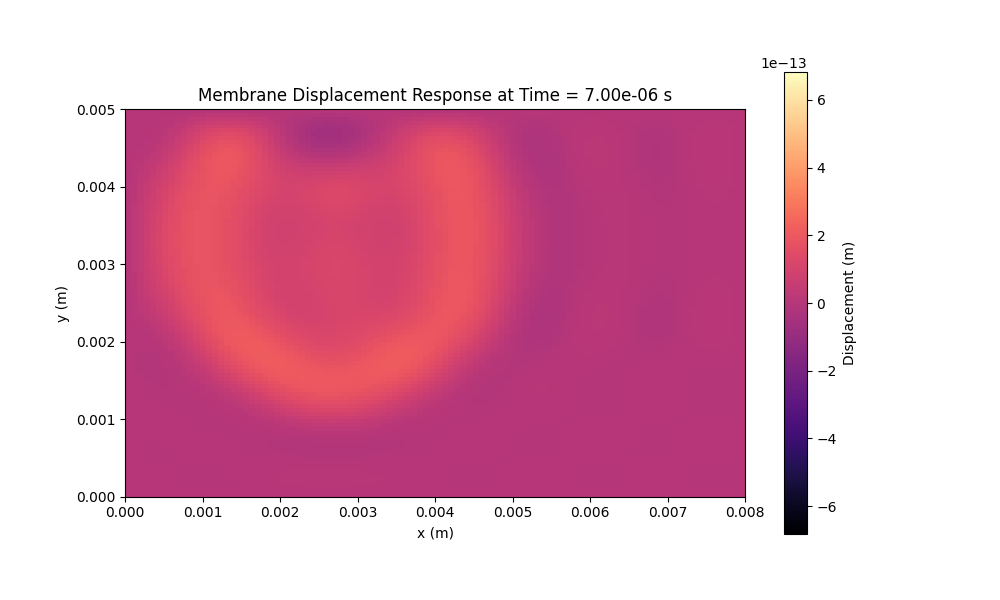 1e−13
Membrane Displacement Response at Time = 7.00e-06 s
0.005
0.004
0.003
0.002
0.001
0.000
y (m)
0.000 0.001 0.002 0.003 0.004 0.005 0.006 0.007 0.008
x (m)
6
4
2
0
−2
−4
−6
Displacement (m)